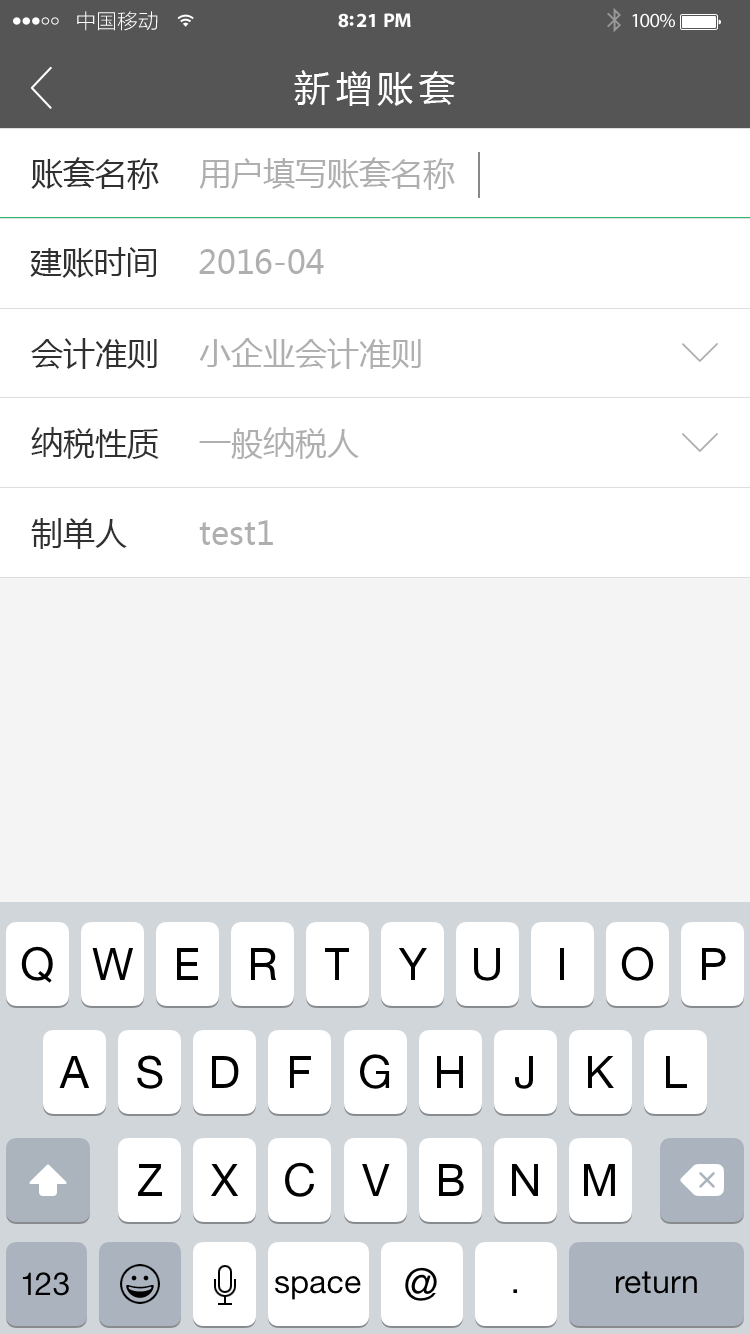 中国移动 8:21 PM 100%
新增账套
账套名称 用户填写账套名称
建账时间 2016-04
会计准则 小企业会计准则
纳税性质 一般纳税人
制单人 test1
Q W E R T Y U I O P
A S D F G H J K L
Z X C V B N M
123 space @ . return